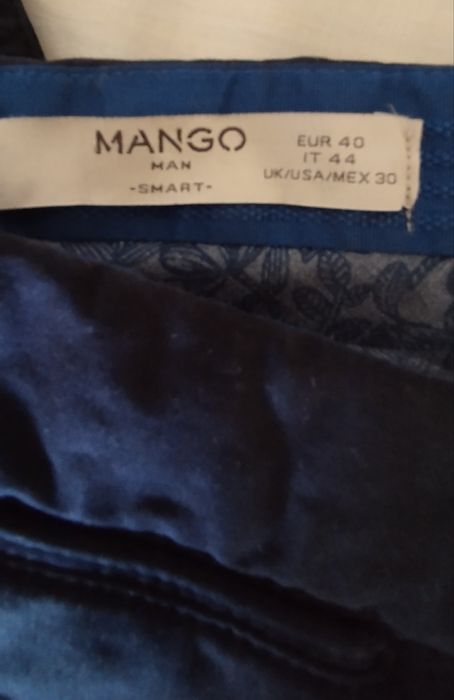 MANGO
MAN
-SMART-
EUR 40
IT 44
UK/USA/MEX 30